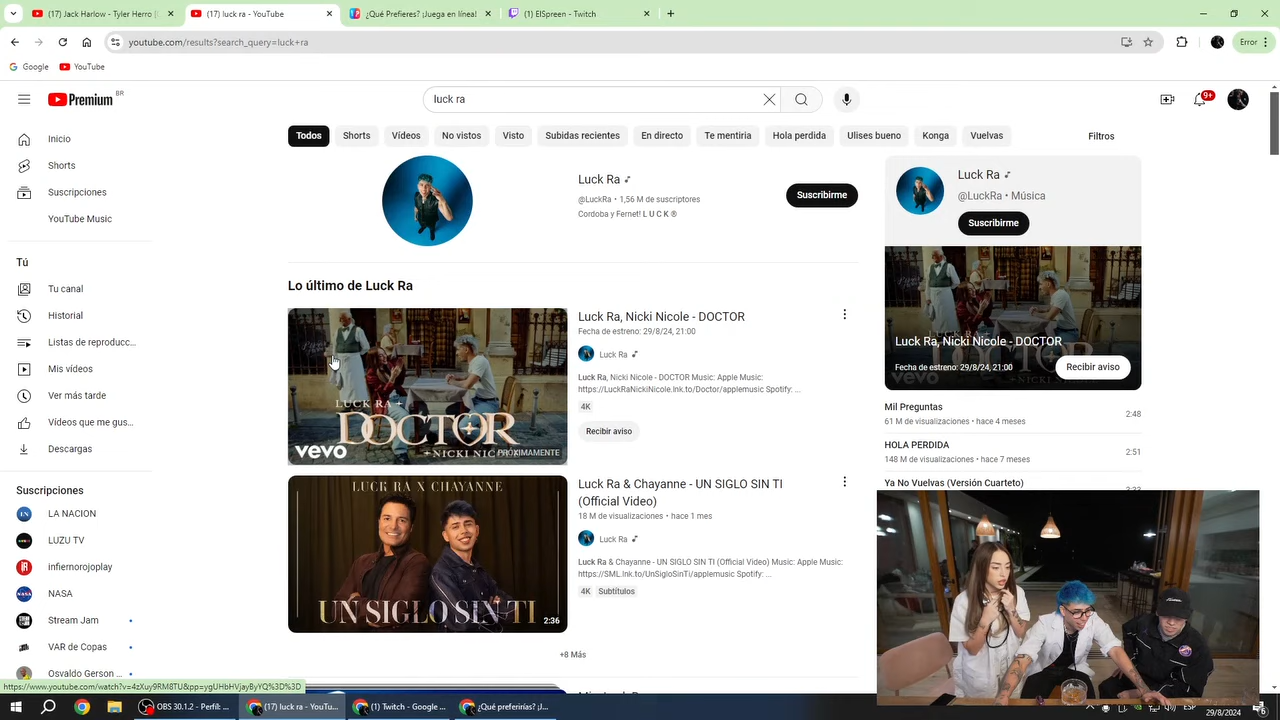 (17) Jack Harlow - Tyler Herro [O
(17) luck ra - YouTube
¿Qué Prefieres? ¡Juega en línea!
ElSpreen - Twitch
youtube.com/results?search_query=luck+ra
Error
Google
YouTube
Premium BR
luck ra
9+
Todos
Shorts
Vídeos
No vistos
Visto
Subidas recientes
En directo
Te mentiria
Hola perdida
Ulises bueno
Konga
Vuelvas
Filtros
Inicio
Shorts
Suscripciones
YouTube Music
Tú
Tu canal
Historial
Listas de reproducc...
Mis vídeos
Ver más tarde
Vídeos que me gus...
Descargas
Suscripciones
LA NACION
LUZU TV
infiernorojoplay
NASA
Stream Jam
VAR de Copas
Osvaldo Gerson ...
Luck Ra
@LuckRa • 1,56 M de suscriptores
Cordoba y Fernet! L U C K ®
Suscribirme
Lo último de Luck Ra
LUCK RA +
DOCTOR
+ NICKI NICOLE
vevo
PRÓXIMAMENTE
Luck Ra, Nicki Nicole - DOCTOR
Fecha de estreno: 29/8/24, 21:00
Luck Ra
Luck Ra, Nicki Nicole - DOCTOR Music: Apple Music:
https://LuckRaNickiNicole.lnk.to/Doctor/applemusic Spotify: ...
4K
Recibir aviso
LUCK RA X CHAYANNE
UN SIGLO SIN TI
2:36
Luck Ra & Chayanne - UN SIGLO SIN TI
(Official Video)
18 M de visualizaciones • hace 1 mes
Luck Ra
Luck Ra & Chayanne - UN SIGLO SIN TI (Official Video) Music: Apple Music:
https://SML.lnk.to/UnSigloSinTi/applemusic Spotify: ...
4K Subtítulos
+8 Más
Luck Ra
@LuckRa • Música
Suscribirme
Luck Ra, Nicki Nicole - DOCTOR
Fecha de estreno: 29/8/24, 21:00
Recibir aviso
vevo
Mil Preguntas
61 M de visualizaciones • hace 4 meses
2:48
HOLA PERDIDA
148 M de visualizaciones • hace 7 meses
2:51
Ya No Vuelvas (Versión Cuarteto)
https://www.youtube.com/watch?v=4zXuy9RM8TU&pp=ygUHbHVjayByYQ%3D%3D
OBS 30.1.2 - Perfil: ...
(17) luck ra - YouTu...
(1) Twitch - Google ...
¿Qué preferirías? ¡J...
ESP
29/8/2024